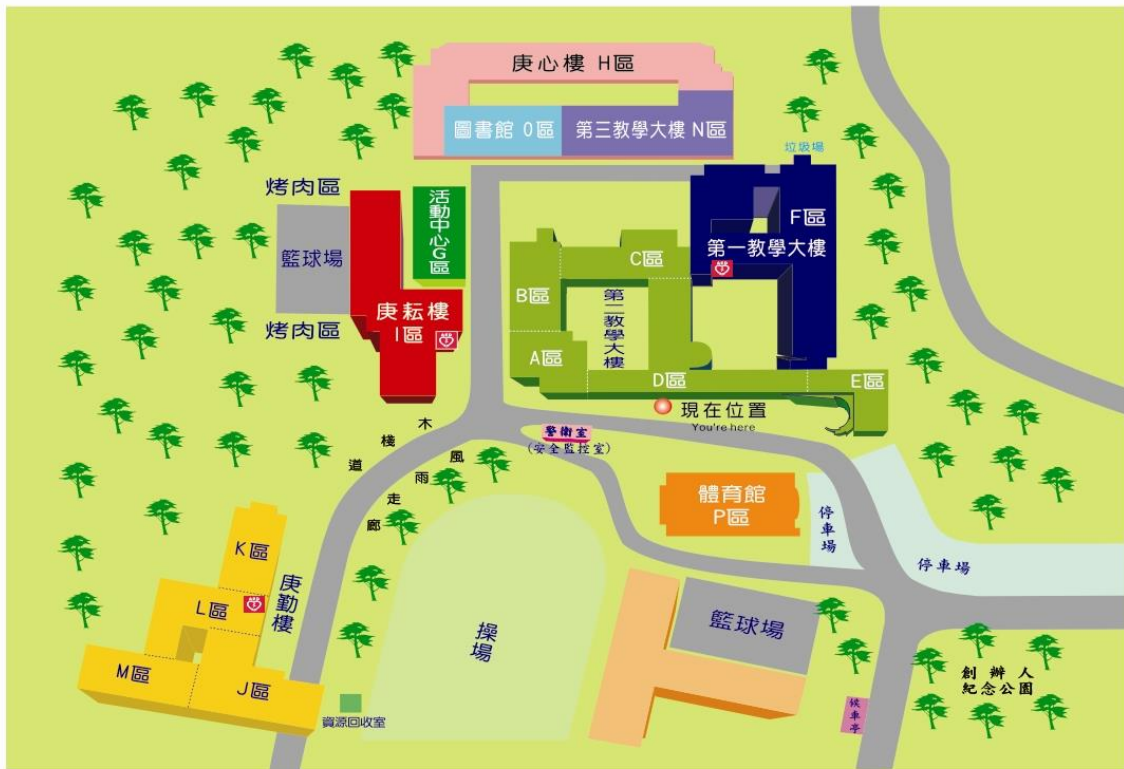 庚心樓 H區
圖書館 O區
第三教學大樓 N區
垃圾場
烤肉區
活動中心G區
F區
第一教學大樓
籃球場
C區
B區
第二教學大樓
庚耘樓
I區
烤肉區
A區
D區
E區
現在位置
You're here
木棧道
風雨走廊
警衛室
(安全監控室)
體育館
P區
停車場
停車場
K區
庚勤樓
L區
AED
M區
J區
操場
籃球場
創辦人
紀念公園
候車亭
資源回收室